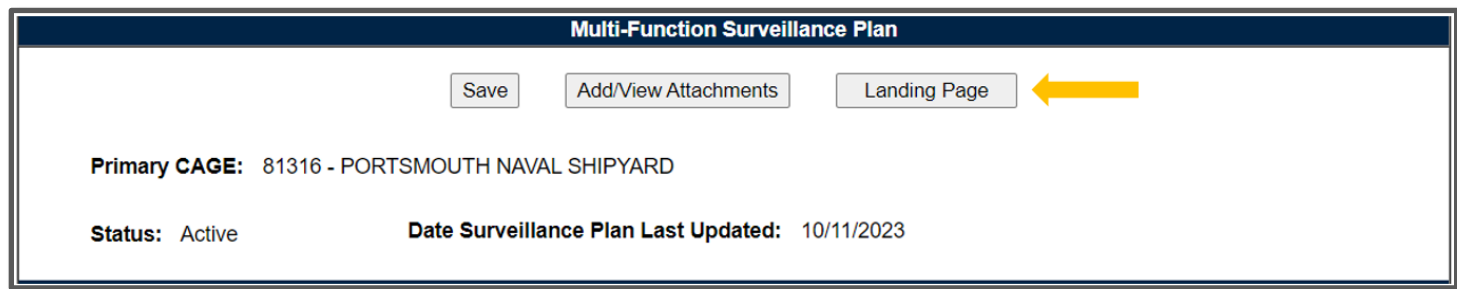 Multi-Function Surveillance Plan
Save Add/View Attachments Landing Page
Primary CAGE: 81316 - PORTSMOUTH NAVAL SHIPYARD
Status: Active Date Surveillance Plan Last Updated: 10/11/2023